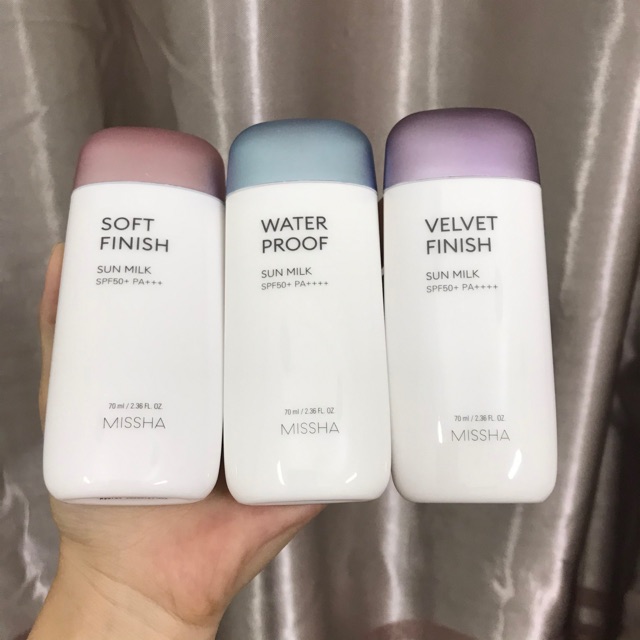 SOFT
FINISH
SUN MILK
SPF50+ PA+++
70 ml / 2.36 FL. OZ
MISSHA
WATER
PROOF
SUN MILK
SPF50+ PA++++
70 ml / 2.36 FL. OZ
MISSHA
VELVET
FINISH
SUN MILK
SPF50+ PA++++
70 ml / 2.36 FL. OZ
MISSHA